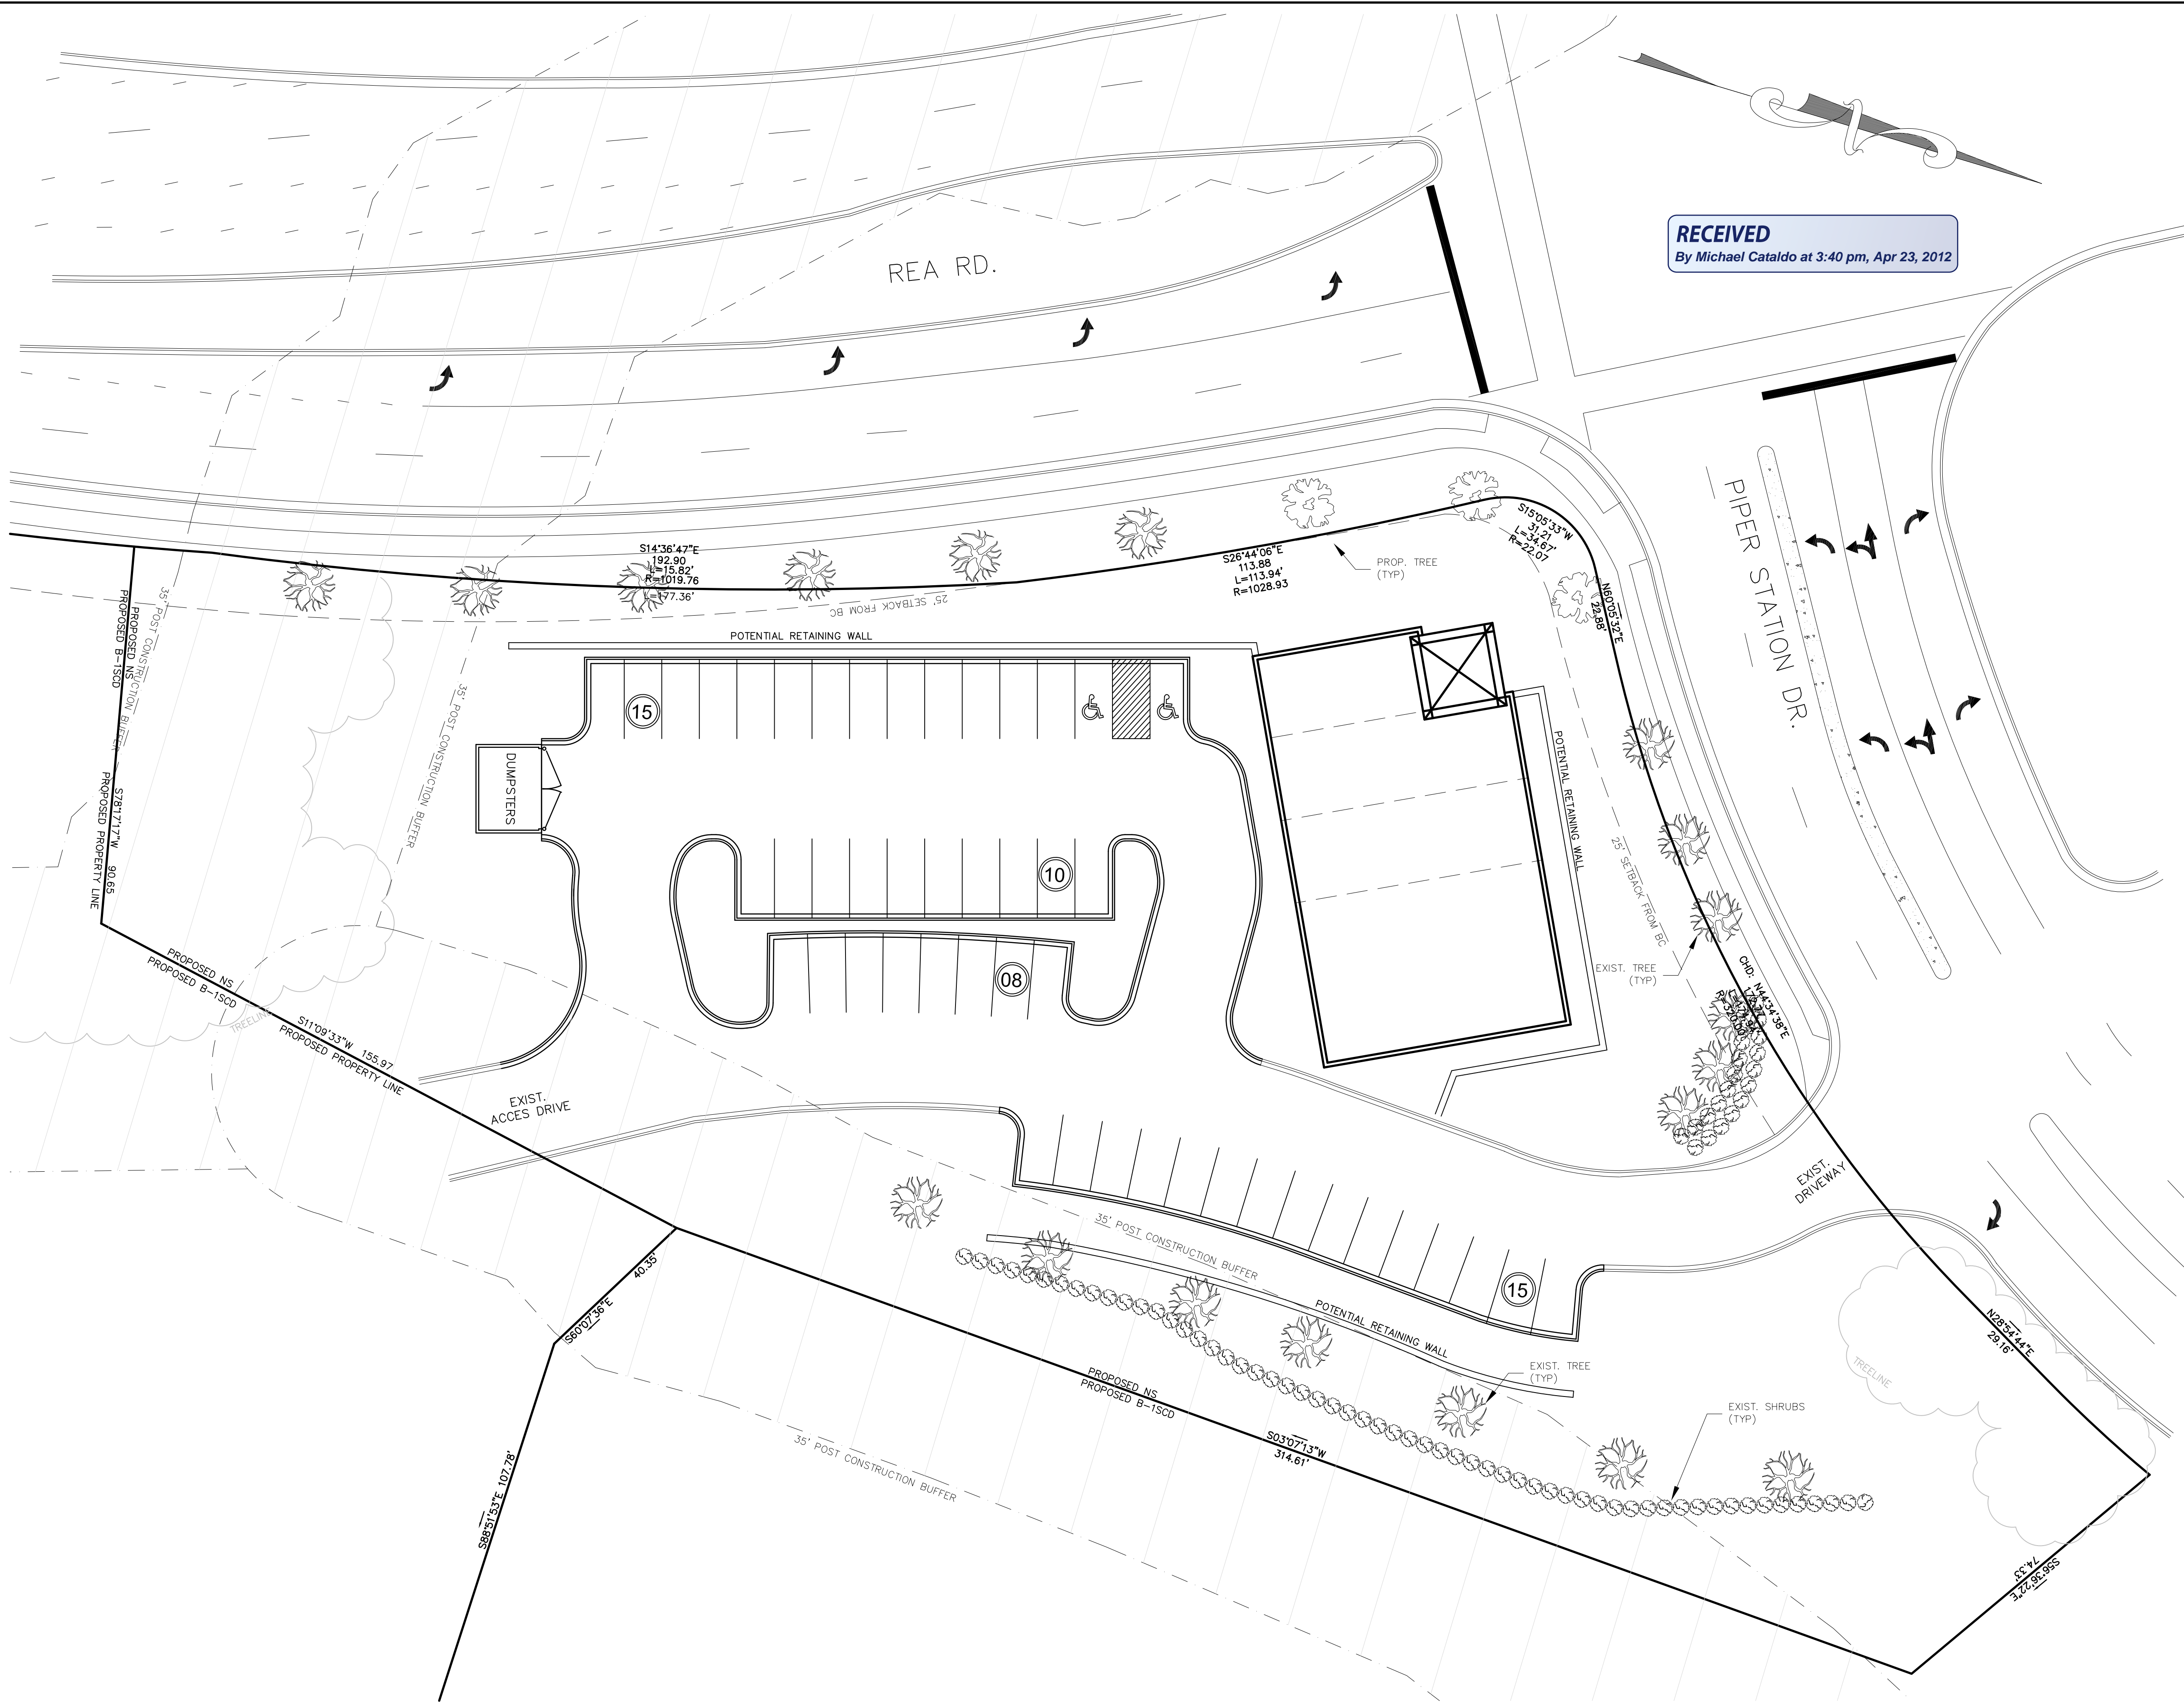 RECEIVED
By Michael Cataldo at 3:40 pm, Apr 23, 2012
REA RD.
PIPER STATION DR.
S14°36'47"E
192.90
L=15.82'
R=1019.76
L=177.36'
25' SETBACK FROM BC
S26°44'06"E
113.88
L=113.94'
R=1028.93
PROP. TREE
(TYP)
S15°05'33"W
31.21
L=34.67'
R=22.07
N60°05'32"E
22.88'
PROPOSED NS
PROPOSED B-1SCD
35' POST CONSTRUCTION BUFFER
S78°17'17"W 90.65
PROPOSED PROPERTY LINE
35' POST CONSTRUCTION BUFFER
POTENTIAL RETAINING WALL
15
DUMPSTERS
10
08
POTENTIAL RETAINING WALL
25' SETBACK FROM BC
EXIST. TREE
(TYP)
CHD: N44°34'38"E
PROPOSED NS
PROPOSED B-1SCD
TREELINE
S11°09'33"W 155.97
PROPOSED PROPERTY LINE
EXIST.
ACCES DRIVE
EXIST.
DRIVEWAY
35' POST CONSTRUCTION BUFFER
15
POTENTIAL RETAINING WALL
40.35'
S60°07'36"E
EXIST. TREE
(TYP)
N28°54'44"E
29.16'
TREELINE
PROPOSED NS
PROPOSED B-1SCD
EXIST. SHRUBS
(TYP)
S03°07'13"W
314.61'
35' POST CONSTRUCTION BUFFER
S88°51'53"E 107.78'
S56°36'22"E
74.33'